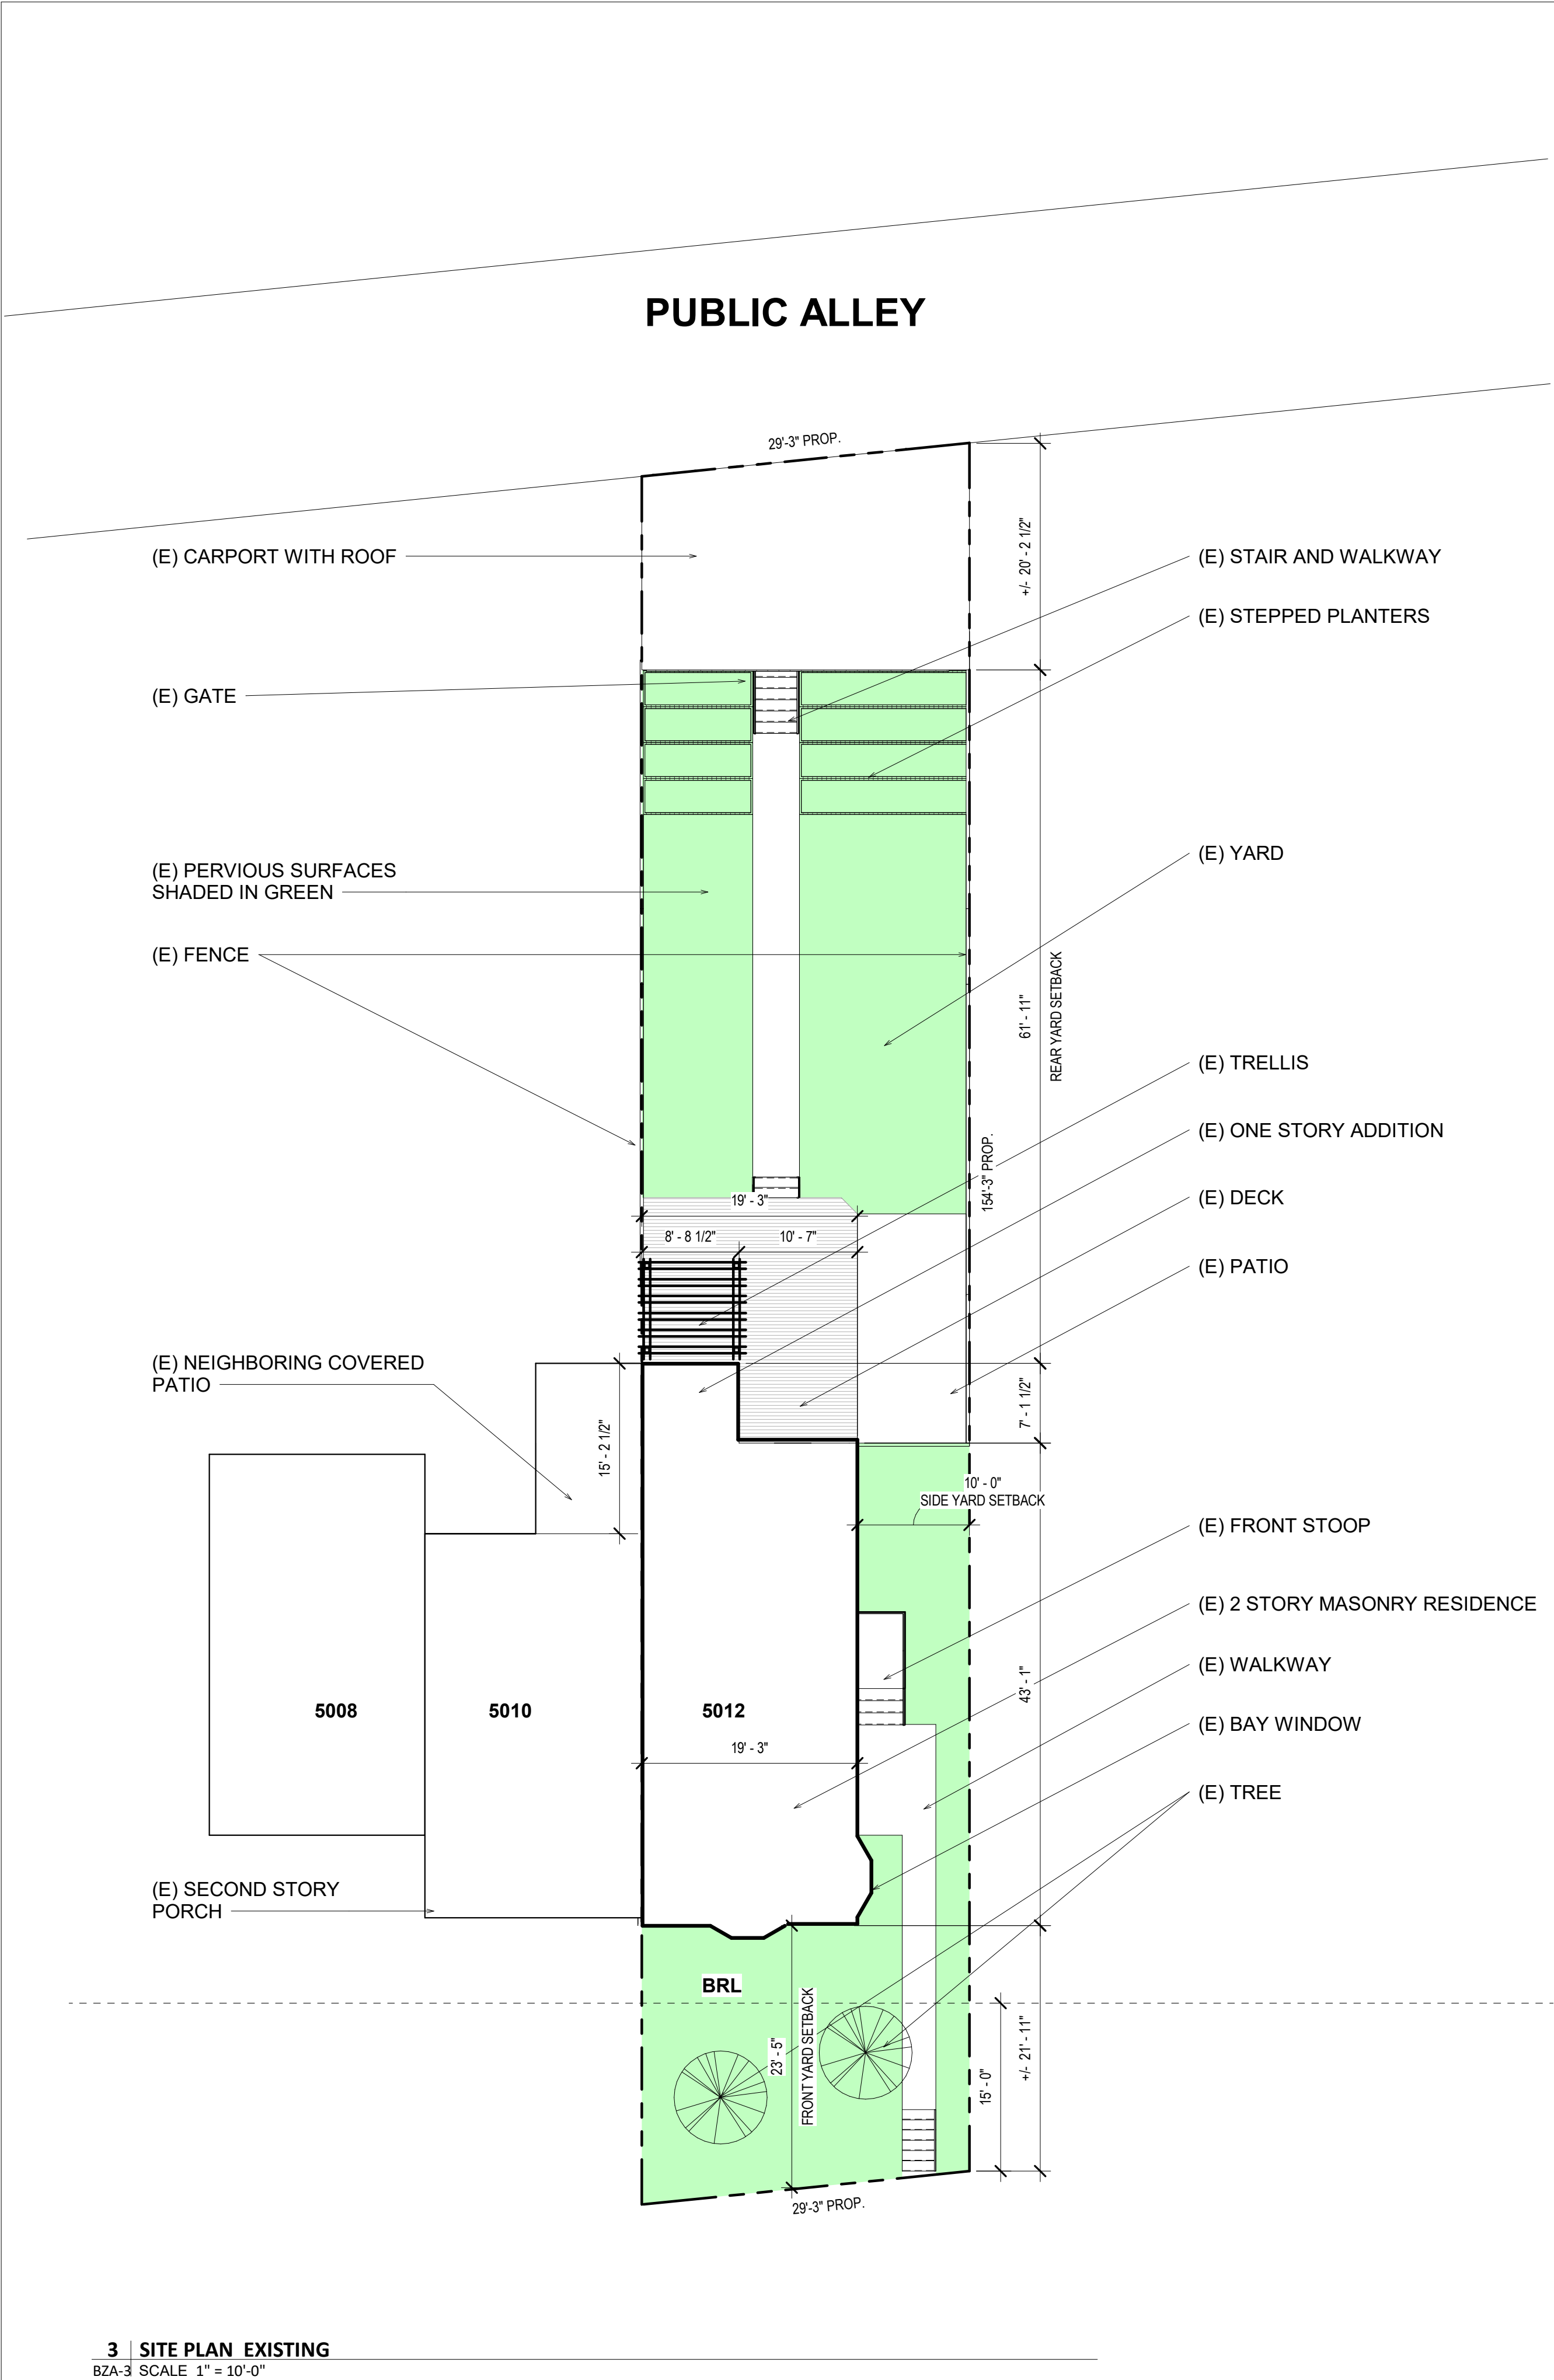 PUBLIC ALLEY
29'-3" PROP.
(E) CARPORT WITH ROOF
+/- 20' - 2 1/2"
(E) STAIR AND WALKWAY
(E) STEPPED PLANTERS
(E) GATE
(E) PERVIOUS SURFACES
SHADED IN GREEN
(E) YARD
(E) FENCE
61' - 11"
REAR YARD SETBACK
(E) TRELLIS
154'-3" PROP.
(E) ONE STORY ADDITION
19' - 3"
(E) DECK
8' - 8 1/2"
10' - 7"
(E) PATIO
(E) NEIGHBORING COVERED
PATIO
7' - 1 1/2"
15' - 2 1/2"
10' - 0"
SIDE YARD SETBACK
(E) FRONT STOOP
(E) 2 STORY MASONRY RESIDENCE
(E) WALKWAY
43' - 1"
5008
5010
5012
(E) BAY WINDOW
19' - 3"
(E) TREE
(E) SECOND STORY
PORCH
BRL
23' - 5"
FRONT YARD SETBACK
15' - 0"
+/- 21' - 11"
29'-3" PROP.
3 SITE PLAN EXISTING
BZA-3 SCALE 1" = 10'-0"